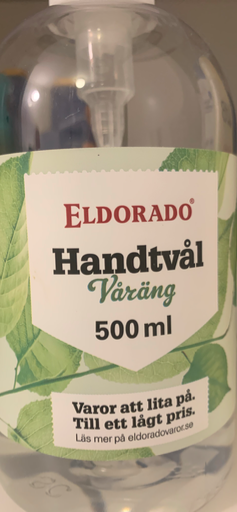 ELDORADO®
Handtvål
Våräng
500 ml
Varor att lita på.
Till ett lågt pris.
Läs mer på eldoradovaror.se